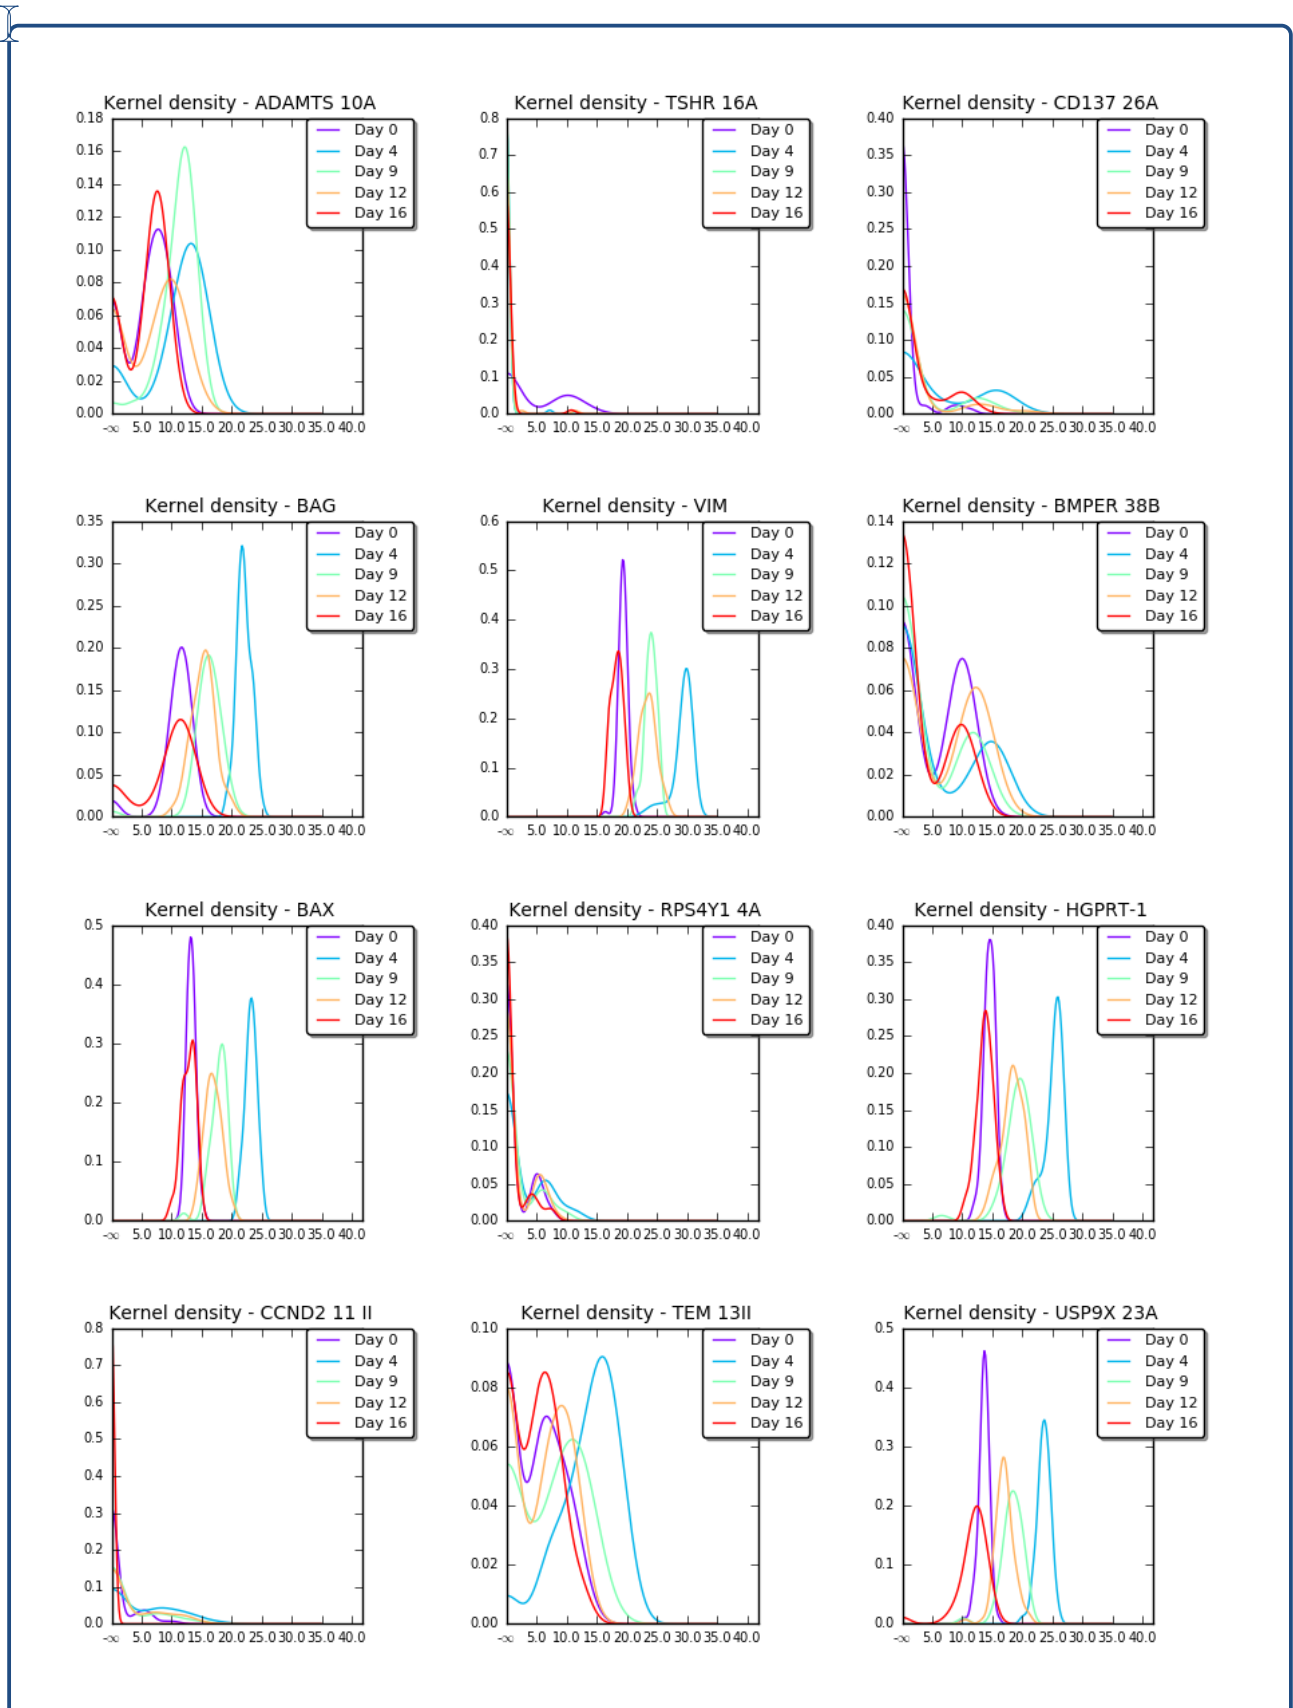 Kernel density - ADAMTS 10A
0.18
0.16
0.14
0.12
0.10
0.08
0.06
0.04
0.02
0.00
Day 0
Day 4
Day 9
Day 12
Day 16
-∞ 5.0 10.0 15.0 20.0 25.0 30.0 35.0 40.0
Kernel density - TSHR 16A
0.8
0.7
0.6
0.5
0.4
0.3
0.2
0.1
0.0
Day 0
Day 4
Day 9
Day 12
Day 16
-∞ 5.0 10.0 15.0 20.0 25.0 30.0 35.0 40.0
Kernel density - CD137 26A
0.40
0.35
0.30
0.25
0.20
0.15
0.10
0.05
0.00
Day 0
Day 4
Day 9
Day 12
Day 16
-∞ 5.0 10.0 15.0 20.0 25.0 30.0 35.0 40.0
Kernel density - BAG
0.35
0.30
0.25
0.20
0.15
0.10
0.05
0.00
Day 0
Day 4
Day 9
Day 12
Day 16
-∞ 5.0 10.0 15.0 20.0 25.0 30.0 35.0 40.0
Kernel density - VIM
0.6
0.5
0.4
0.3
0.2
0.1
0.0
Day 0
Day 4
Day 9
Day 12
Day 16
-∞ 5.0 10.0 15.0 20.0 25.0 30.0 35.0 40.0
Kernel density - BMPER 38B
0.14
0.12
0.10
0.08
0.06
0.04
0.02
0.00
Day 0
Day 4
Day 9
Day 12
Day 16
-∞ 5.0 10.0 15.0 20.0 25.0 30.0 35.0 40.0
Kernel density - BAX
0.5
0.4
0.3
0.2
0.1
0.0
Day 0
Day 4
Day 9
Day 12
Day 16
-∞ 5.0 10.0 15.0 20.0 25.0 30.0 35.0 40.0
Kernel density - RPS4Y1 4A
0.40
0.35
0.30
0.25
0.20
0.15
0.10
0.05
0.00
Day 0
Day 4
Day 9
Day 12
Day 16
-∞ 5.0 10.0 15.0 20.0 25.0 30.0 35.0 40.0
Kernel density - HGPRT-1
0.40
0.35
0.30
0.25
0.20
0.15
0.10
0.05
0.00
Day 0
Day 4
Day 9
Day 12
Day 16
-∞ 5.0 10.0 15.0 20.0 25.0 30.0 35.0 40.0
Kernel density - CCND2 11 II
0.8
0.7
0.6
0.5
0.4
0.3
0.2
0.1
0.0
Day 0
Day 4
Day 9
Day 12
Day 16
-∞ 5.0 10.0 15.0 20.0 25.0 30.0 35.0 40.0
Kernel density - TEM 13II
0.10
0.08
0.06
0.04
0.02
0.00
Day 0
Day 4
Day 9
Day 12
Day 16
-∞ 5.0 10.0 15.0 20.0 25.0 30.0 35.0 40.0
Kernel density - USP9X 23A
0.5
0.4
0.3
0.2
0.1
0.0
Day 0
Day 4
Day 9
Day 12
Day 16
-∞ 5.0 10.0 15.0 20.0 25.0 30.0 35.0 40.0